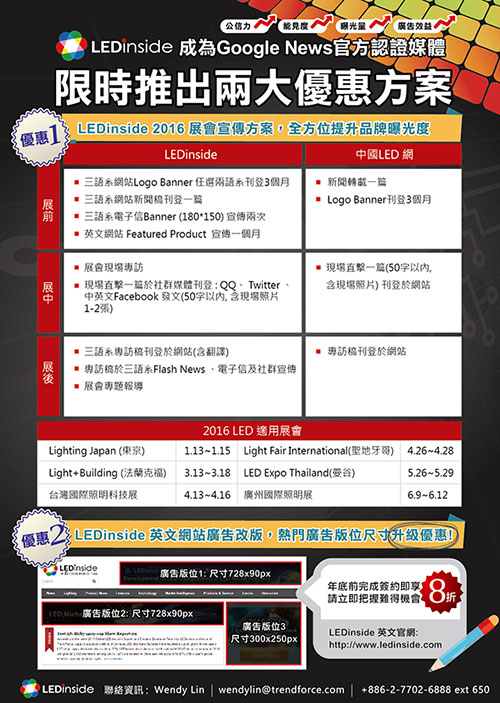 公信力 能見度 曝光量 廣告效益
LEDinside 成為Google News官方認證媒體
限時推出兩大優惠方案
優惠1
LEDinside 2016 展會宣傳方案，全方位提升品牌曝光度
LEDinside 中國LED 網
展前
三語系網站Logo Banner 任選兩語系刊登3個月
三語系網站新聞稿刊登一篇
三語系電子信Banner (180*150) 宣傳兩次
英文網站 Featured Product 宣傳一個月
新聞轉載一篇
Logo Banner刊登3個月
展中
展會現場專訪
現場直擊一篇於社群媒體刊登 : QQ、 Twitter 、
中英文Facebook 發文(50字以內, 含現場照片
1-2張)
現場直擊一篇(50字以內,
含現場照片) 刊登於網站
展後
三語系專訪稿刊登於網站(含翻譯)
專訪稿於三語系Flash News 、電子信及社群宣傳
展會專題報導
專訪稿刊登於網站
2016 LED 適用展會
Lighting Japan (東京) 1.13~1.15 Light Fair International(聖地牙哥) 4.26~4.28
Light+Building (法蘭克福) 3.13~3.18 LED Expo Thailand(曼谷) 5.26~5.29
台灣國際照明科技展 4.13~4.16 廣州國際照明展 6.9~6.12
優惠2
LEDinside 英文網站廣告改版，熱門廣告版位尺寸升級優惠!
LEDinside
廣告版位1: 尺寸728x90px
News Lighting Product News Features Technology Market Intelligence Products & Service Events Research
廣告版位2: 尺寸728x90px
廣告版位3
尺寸300x250px
年底前完成簽約即享
請立即把握難得機會
8折
LEDinside 英文官網:
http://www.ledinside.com
LEDinside 聯絡資訊 : Wendy Lin | wendylin@trendforce.com | +886-2-7702-6888 ext 650